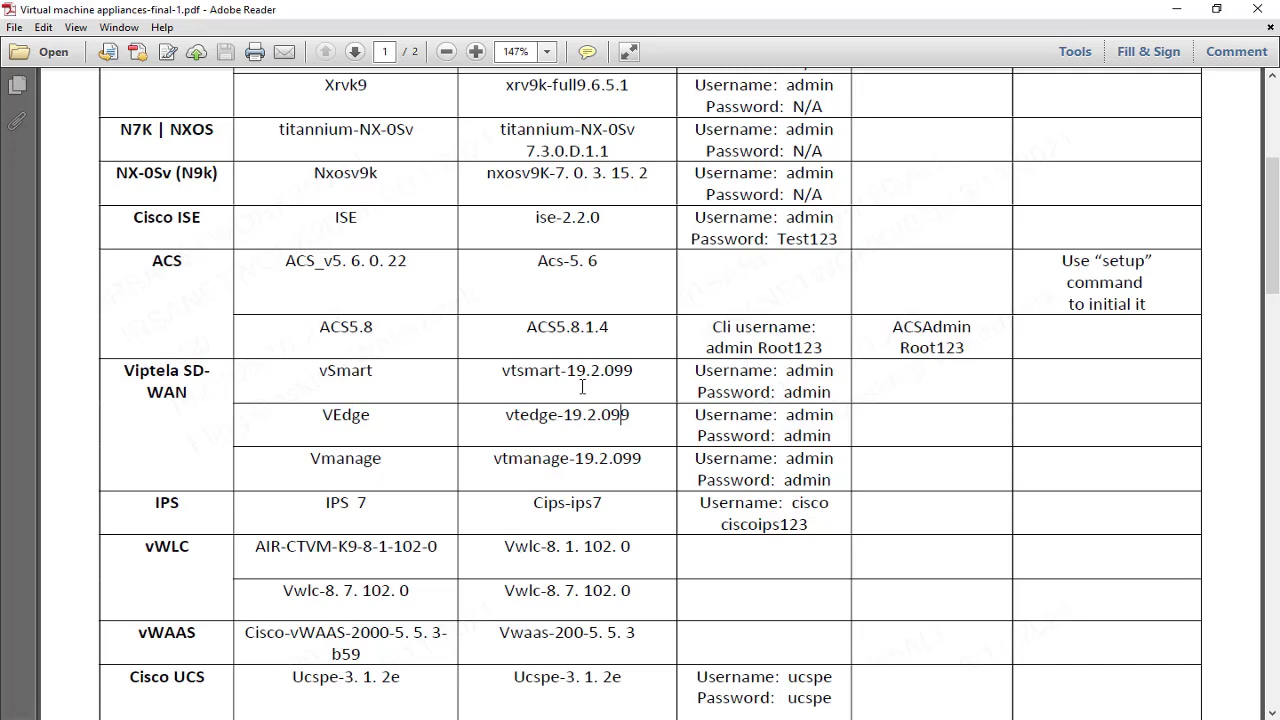 Virtual machine appliances-final-1.pdf - Adobe Reader
File Edit View Window Help
Open 1 / 2 147% Tools Fill & Sign Comment
Xrvk9 xrv9k-full9.6.5.1 Username: admin
Password: N/A
N7K | NXOS titannium-NX-0Sv titannium-NX-0Sv Username: admin
7.3.0.D.1.1 Password: N/A
NX-0Sv (N9k) Nxosv9k nxosv9K-7. 0. 3. 15. 2 Username: admin
Password: N/A
Cisco ISE ISE ise-2.2.0 Username: admin
Password: Test123
ACS ACS_v5. 6. 0. 22 Acs-5. 6 Use “setup”
command
to initial it
ACS5.8 ACS5.8.1.4 Cli username: ACSAdmin
admin Root123 Root123
Viptela SD- vSmart vtsmart-19.2.099 Username: admin
WAN Password: admin
VEdge vtedge-19.2.099 Username: admin
Password: admin
Vmanage vtmanage-19.2.099 Username: admin
Password: admin
IPS IPS 7 Cips-ips7 Username: cisco
ciscoips123
vWLC AIR-CTVM-K9-8-1-102-0 Vwlc-8. 1. 102. 0
Vwlc-8. 7. 102. 0 Vwlc-8. 7. 102. 0
vWAAS Cisco-vWAAS-2000-5. 5. 3- Vwaas-200-5. 5. 3
b59
Cisco UCS Ucspe-3. 1. 2e Ucspe-3. 1. 2e Username: ucspe
Password: ucspe